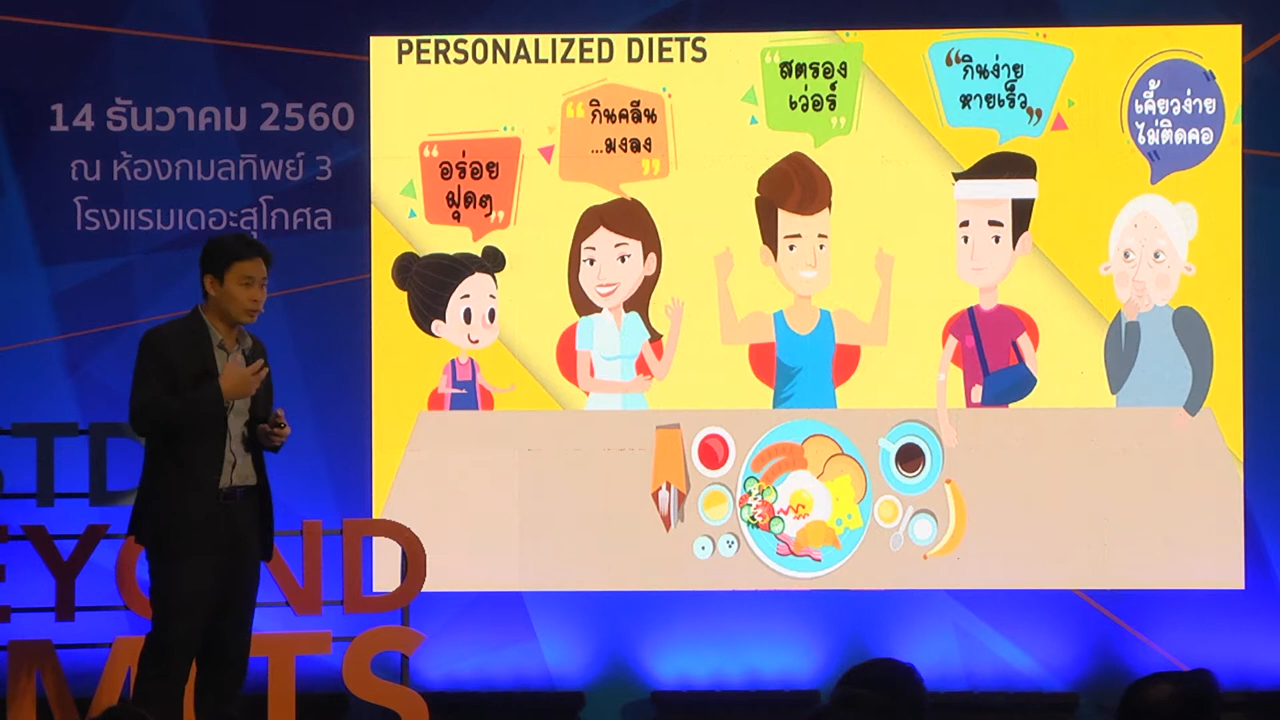 14 ธันวาคม 2560
ณ ห้องกมลทิพย์ 3
โรงแรมเดอะสุโกศล
PERSONALIZED DIETS
“อร่อย
ฝุดๆ”
“กินคลีน
...มงลง”
“สตรอง
เว่อร์”
“กินง่าย
หายเร็ว”
“เคี้ยวง่าย
ไม่ติดคอ”
STD
EYOND
MITS